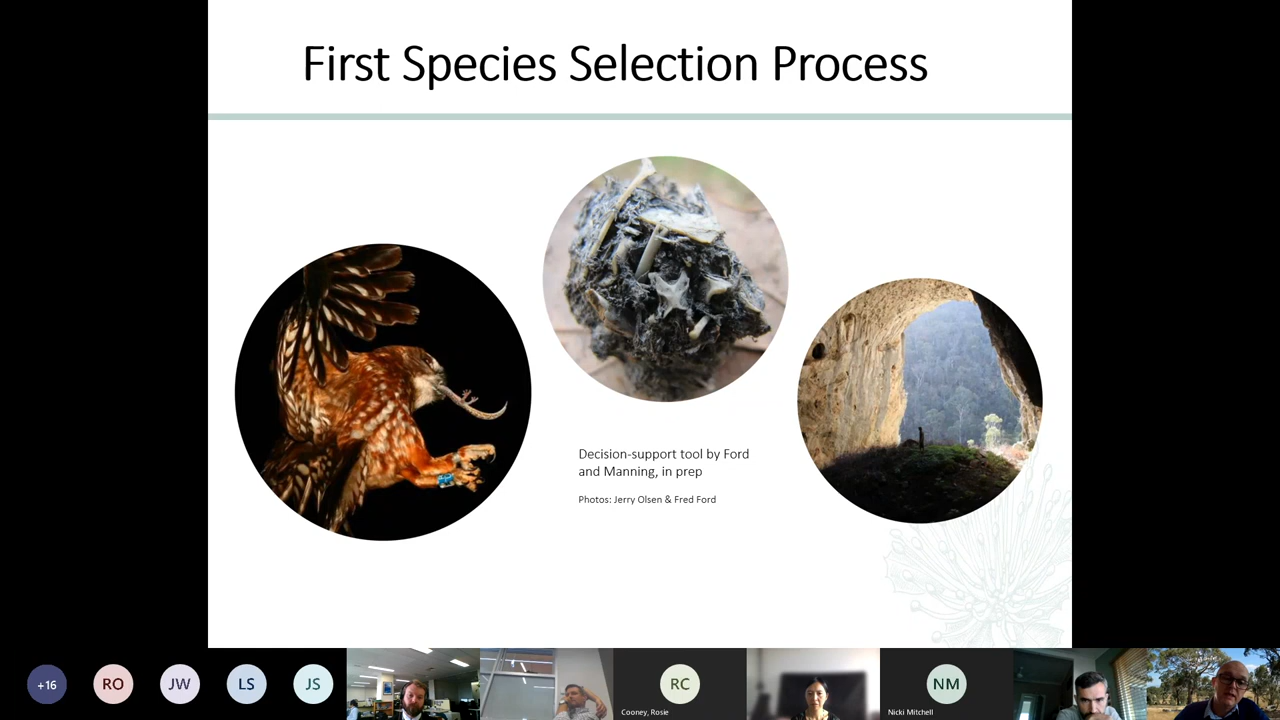 First Species Selection Process
Decision-support tool by Ford
and Manning, in prep
Photos: Jerry Olsen & Fred Ford
+16
RO
JW
LS
JS
RC
Cooney, Rosie
NM
Nicki Mitchell